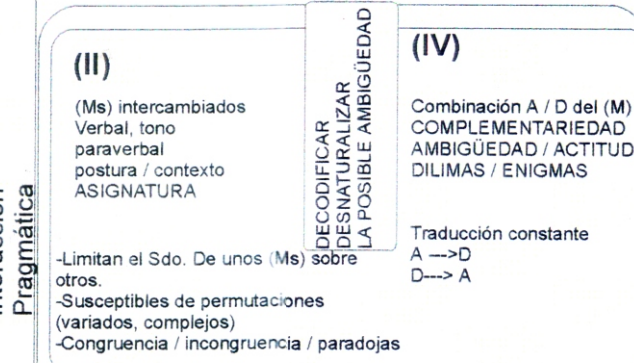 Pragmática
(II)
(Ms) intercambiados
Verbal, tono
paraverbal
postura / contexto
ASIGNATURA
-Limitan el Sdo. De unos (Ms) sobre
otros.
-Susceptibles de permutaciones
(variados, complejos)
-Congruencia / incongruencia / paradojas
DECODIFICAR
DESNATURALIZAR
LA POSIBLE AMBIGÜEDAD
(IV)
Combinación A / D del (M)
COMPLEMENTARIEDAD
AMBIGÜEDAD / ACTITUD
DILIMAS / ENIGMAS
Traducción constante
A --->D
D---> A